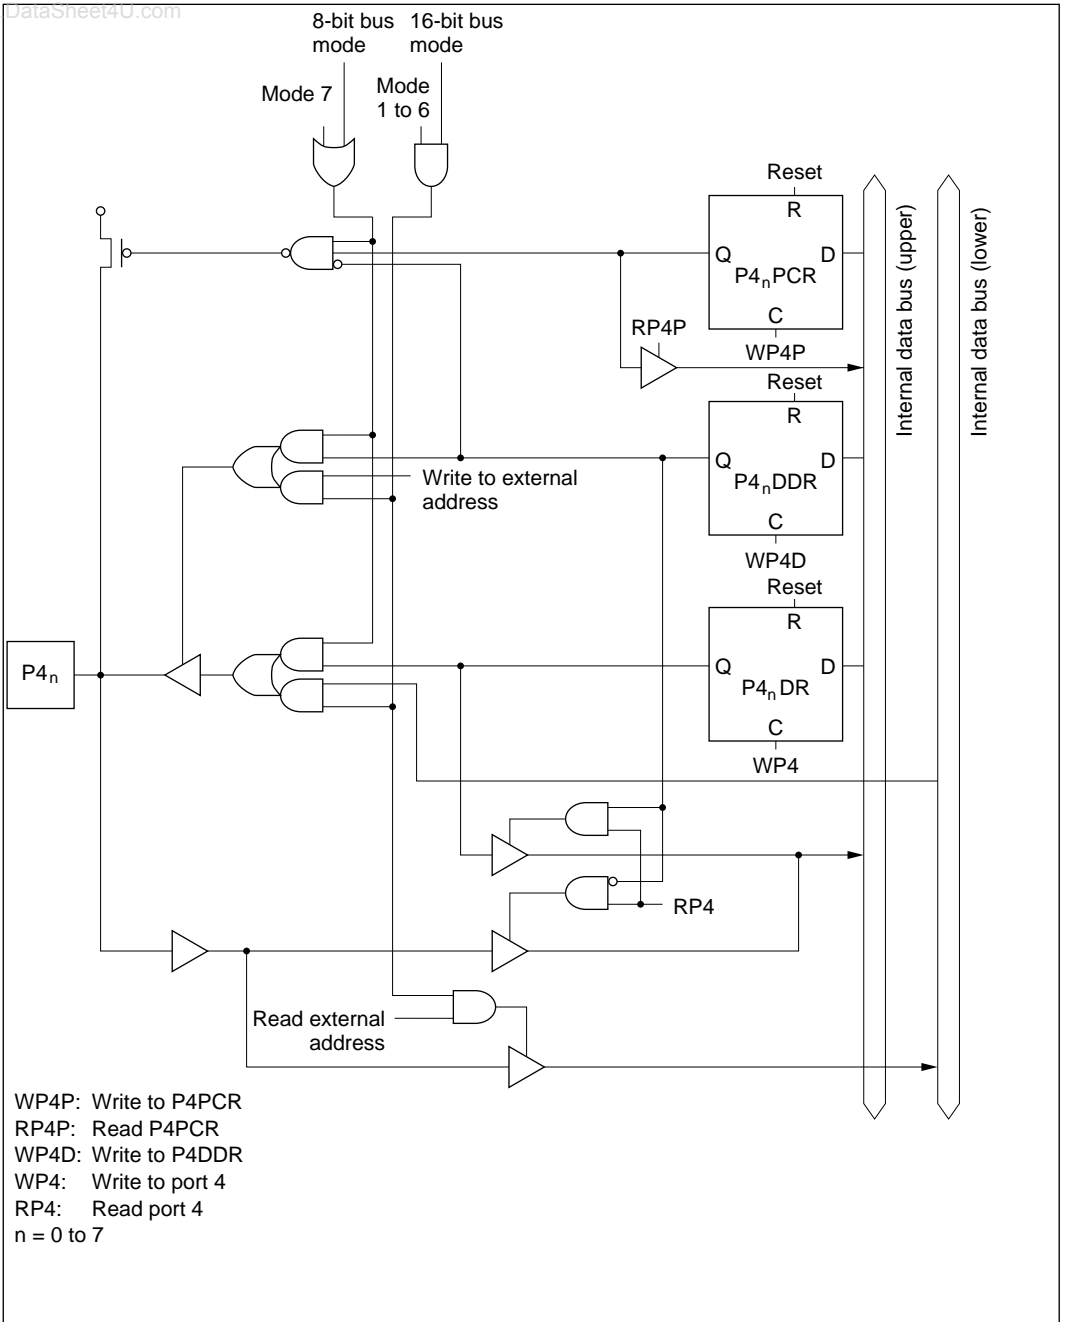 DataSheet4U.com
8-bit bus mode
16-bit bus mode
Mode 7
Mode 1 to 6
Reset
R
Q
D
P4nPCR
C
WP4P
RP4P
Reset
R
Q
D
P4nDDR
C
WP4D
Write to external address
Reset
R
Q
D
P4nDR
C
WP4
P4n
RP4
Read external address
Internal data bus (upper)
Internal data bus (lower)
WP4P: Write to P4PCR
RP4P: Read P4PCR
WP4D: Write to P4DDR
WP4: Write to port 4
RP4: Read port 4
n = 0 to 7